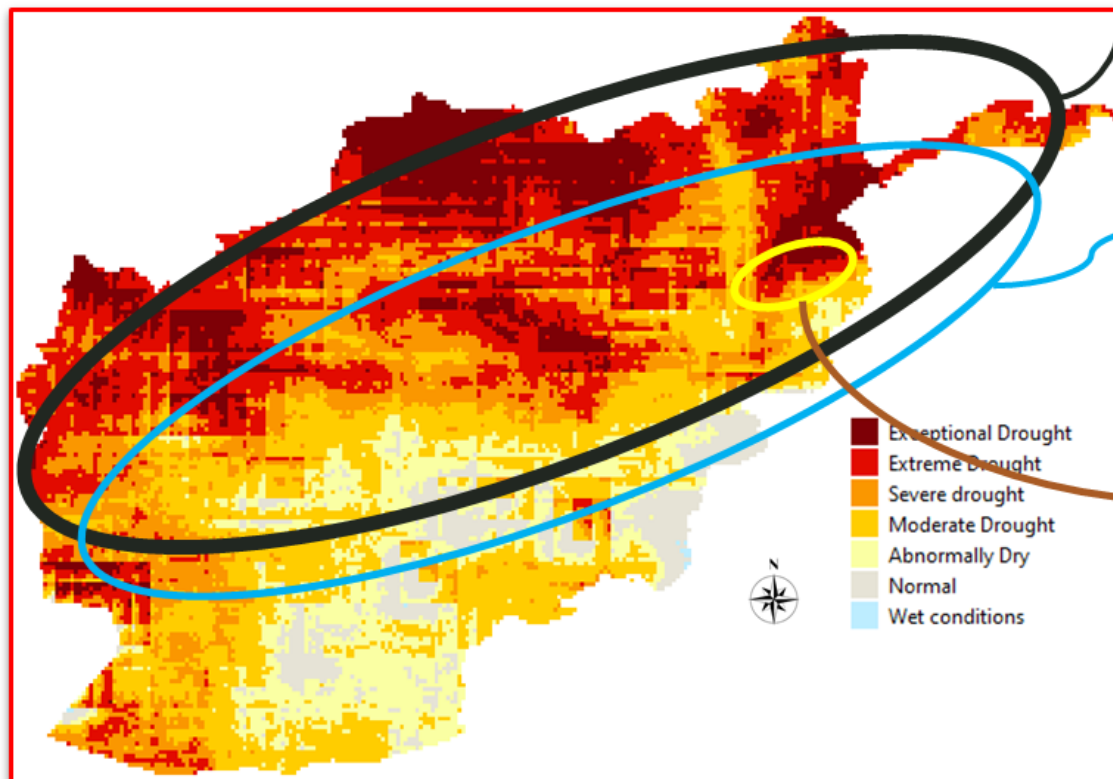 Exceptional Drought
Extreme Drought
Severe drought
Moderate Drought
Abnormally Dry
N
Normal
Wet conditions